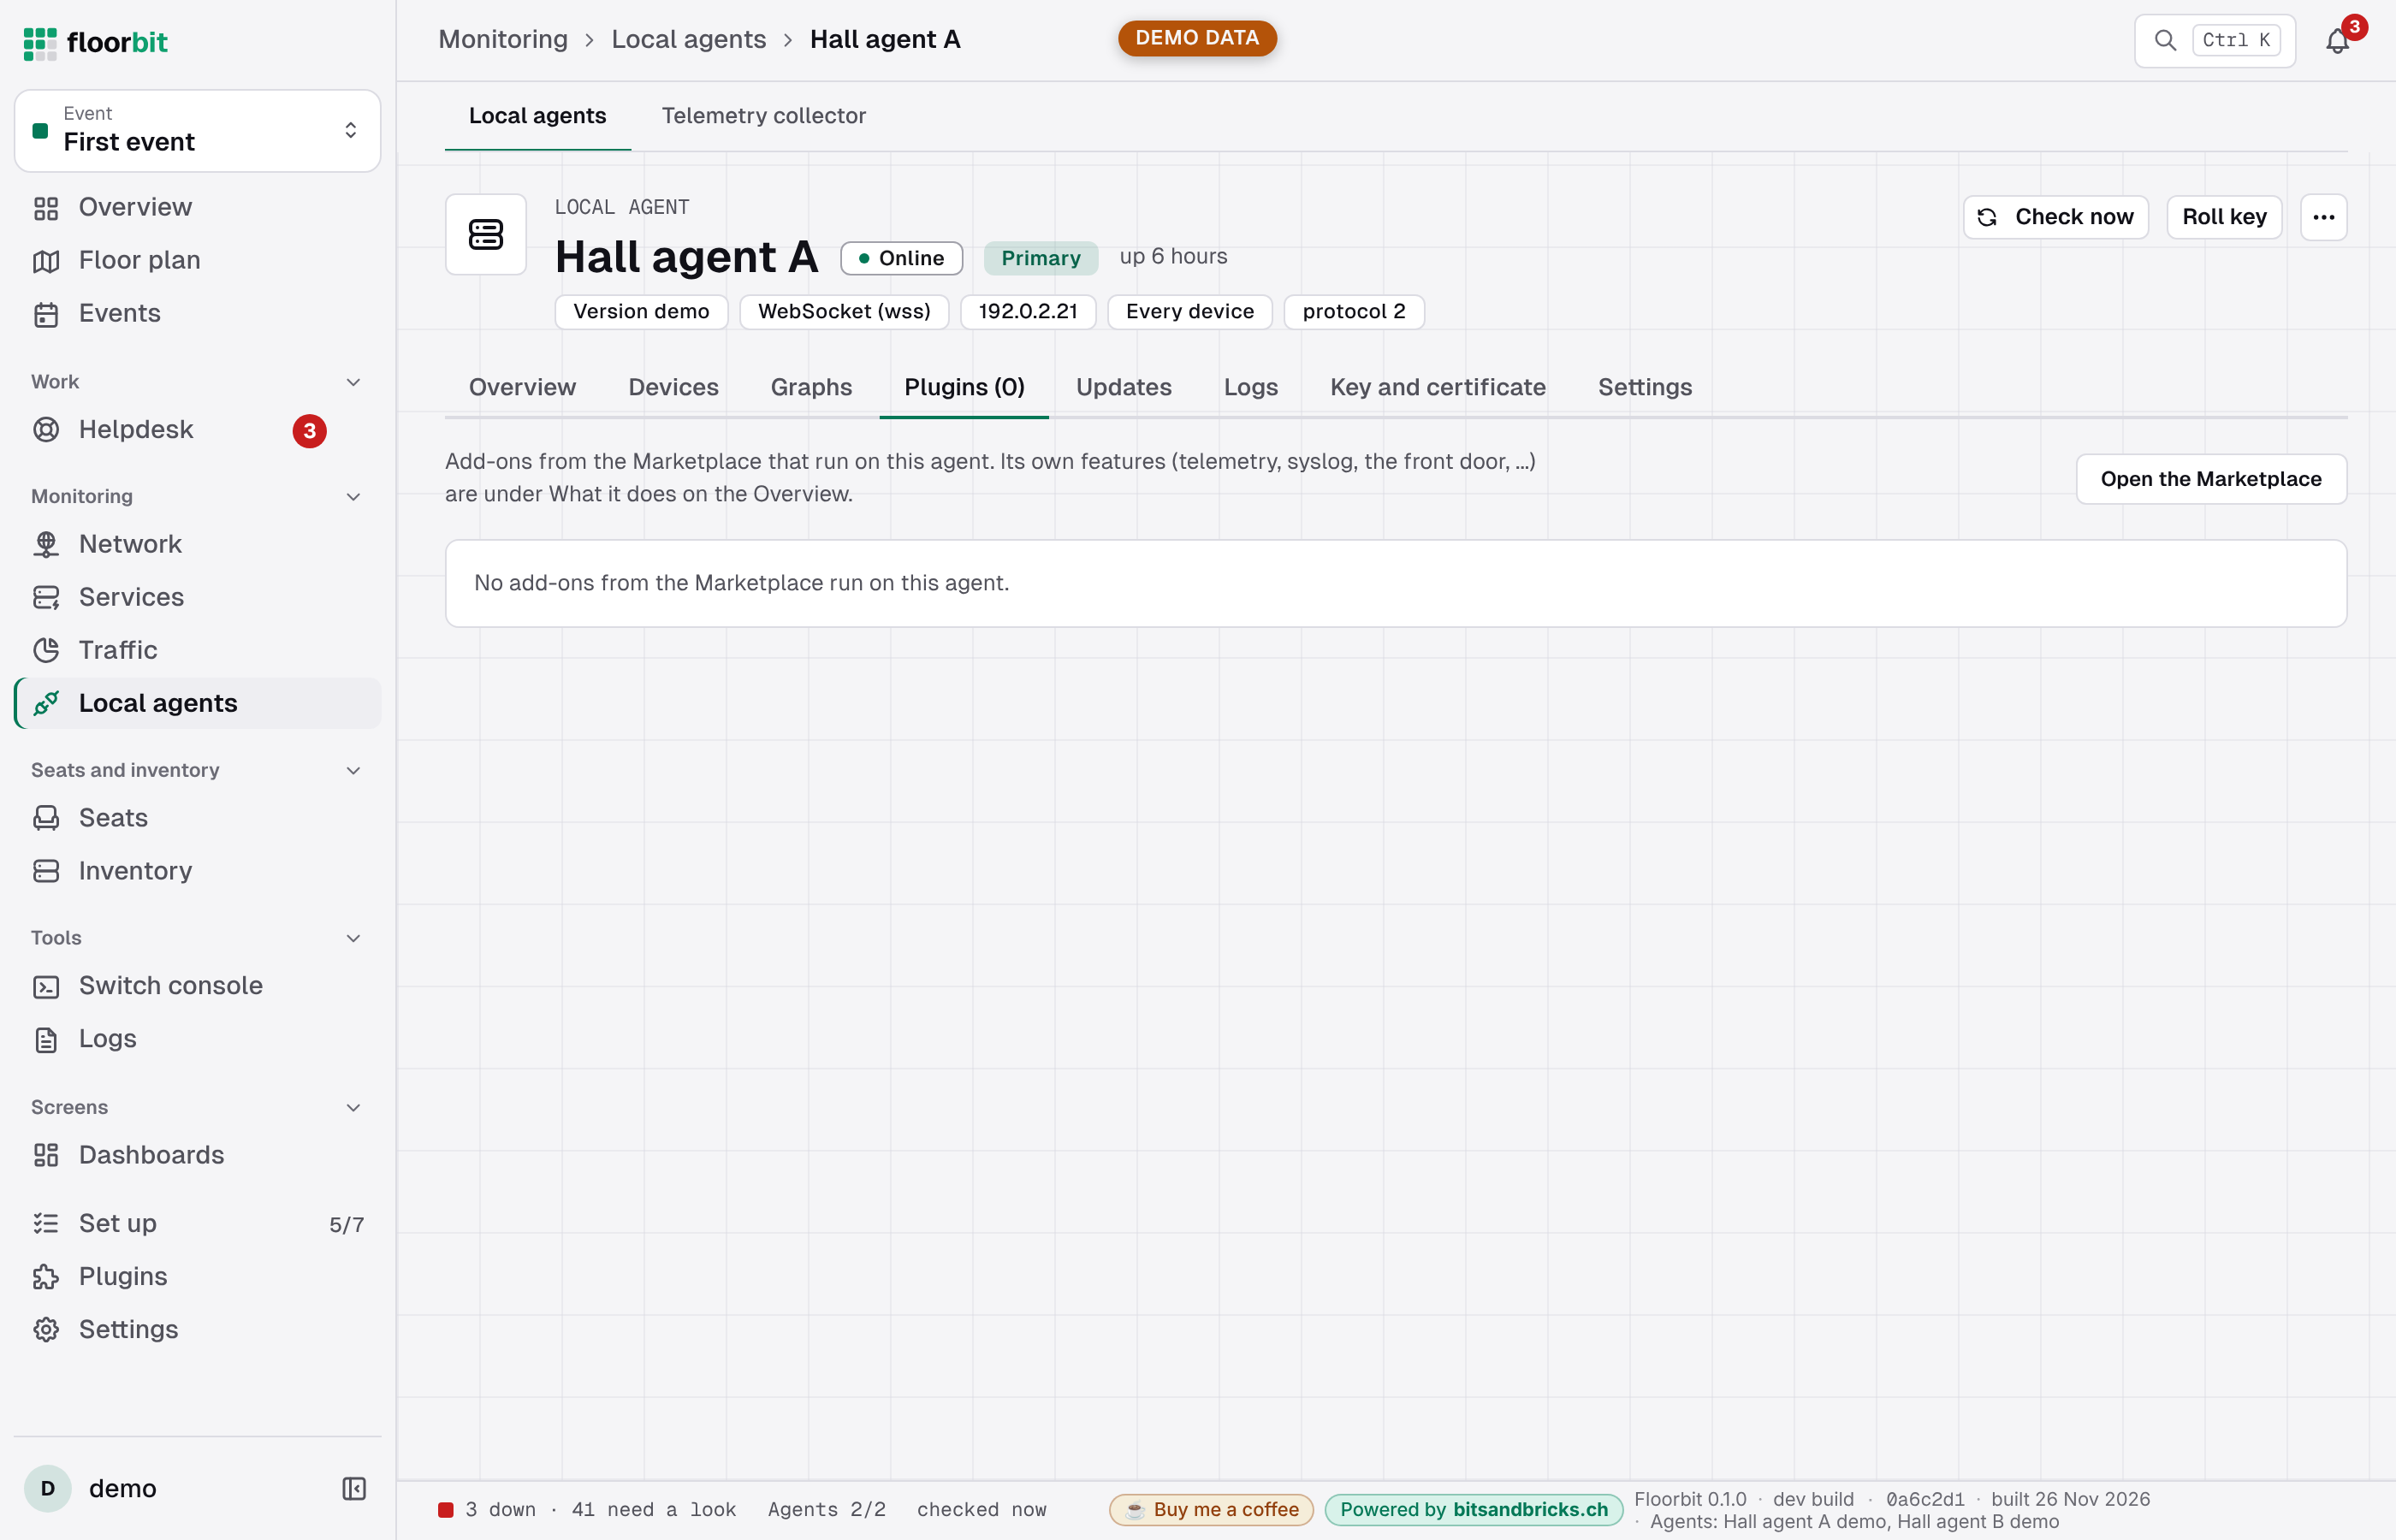 floorbit
Event
First event
Overview
Floor plan
Events
Work
Helpdesk
3
Monitoring
Network
Services
Traffic
Local agents
Seats and inventory
Seats
Inventory
Tools
Switch console
Logs
Screens
Dashboards
Set up 5/7
Plugins
Settings
D demo
Monitoring > Local agents > Hall agent A
DEMO DATA
Ctrl K
3
Local agents Telemetry collector
LOCAL AGENT
Hall agent A Online Primary up 6 hours
Version demo WebSocket (wss) 192.0.2.21 Every device protocol 2
Check now Roll key
Overview Devices Graphs Plugins (0) Updates Logs Key and certificate Settings
Add-ons from the Marketplace that run on this agent. Its own features (telemetry, syslog, the front door, ...)
are under What it does on the Overview.
Open the Marketplace
No add-ons from the Marketplace run on this agent.
3 down · 41 need a look Agents 2/2 checked now
Buy me a coffee
Powered by bitsandbricks.ch
Floorbit 0.1.0 · dev build · 0a6c2d1 · built 26 Nov 2026
· Agents: Hall agent A demo, Hall agent B demo